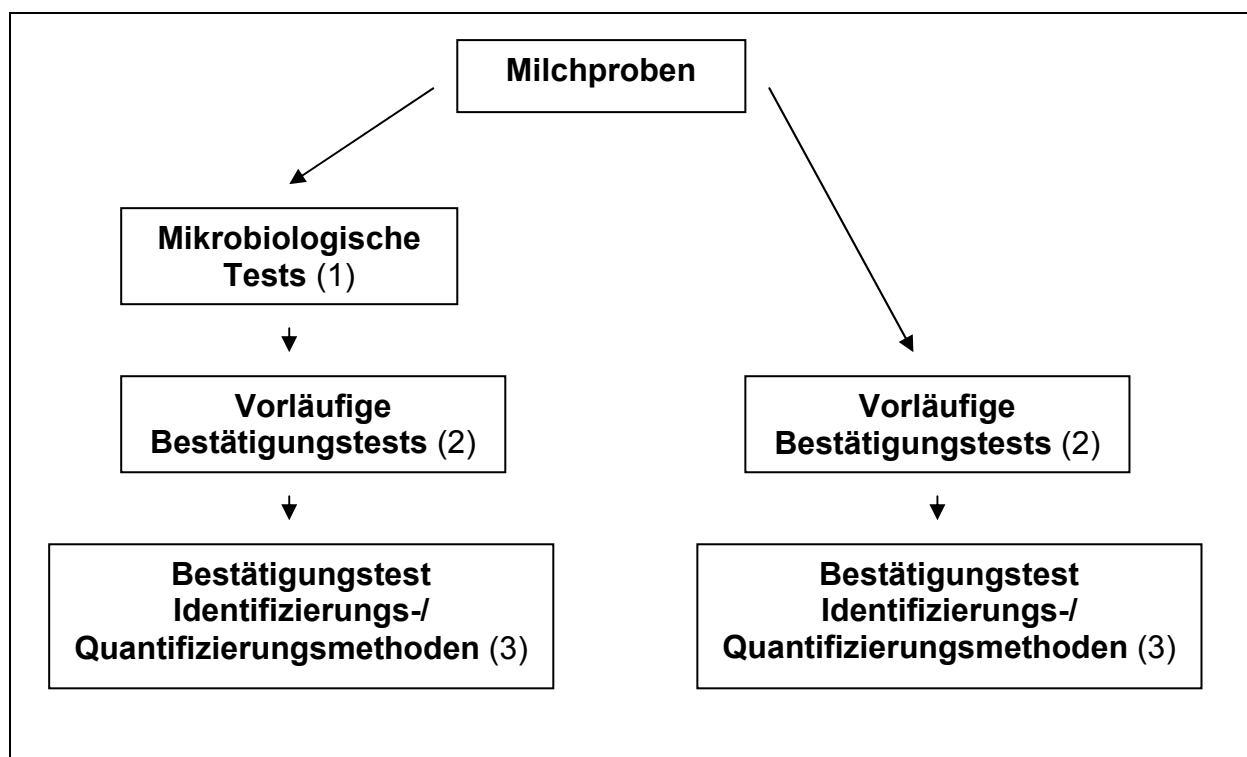 Milchproben
Mikrobiologische
Tests (1)
Vorläufige
Bestätigungstests (2)
Vorläufige
Bestätigungstests (2)
Bestätigungstest
Identifizierungs-/
Quantifizierungsmethoden (3)
Bestätigungstest
Identifizierungs-/
Quantifizierungsmethoden (3)